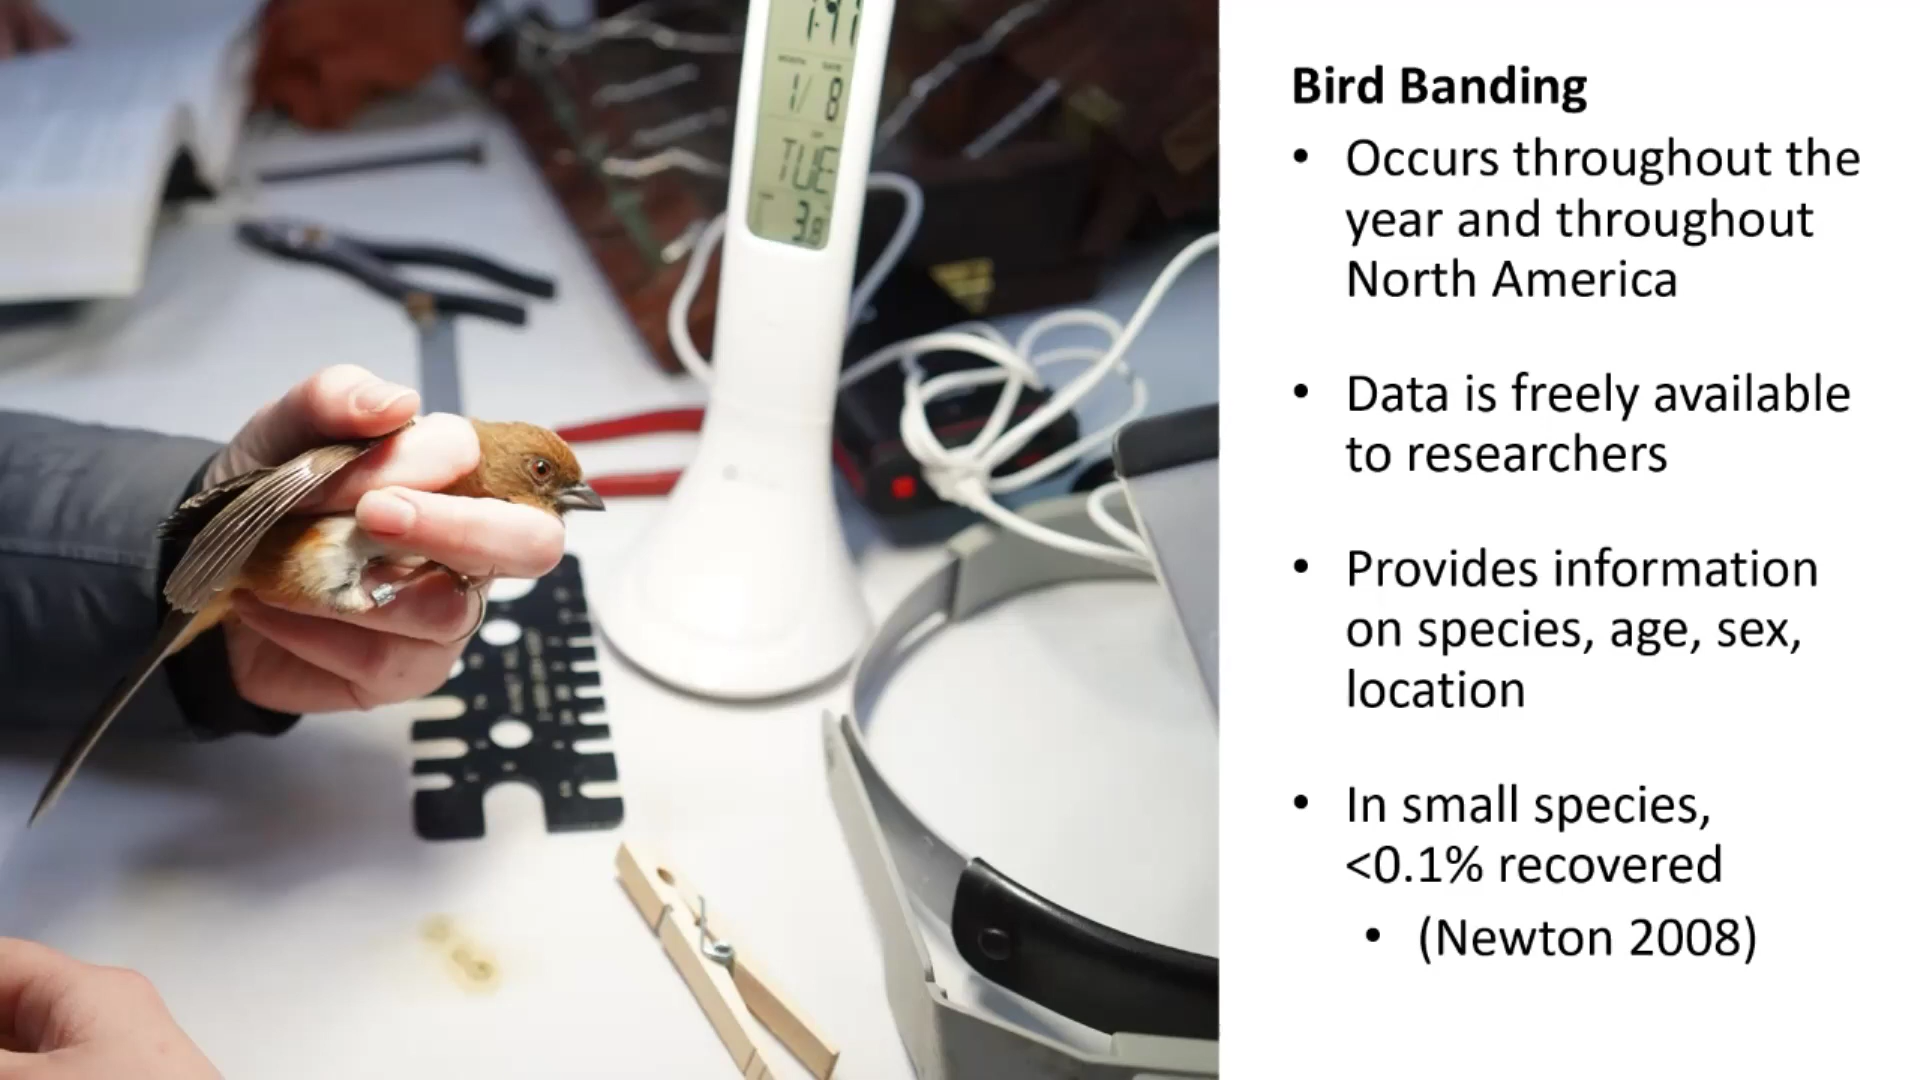 1/8
TUE
Bird Banding
• Occurs throughout the
year and throughout
North America
• Data is freely available
to researchers
• Provides information
on species, age, sex,
location
• In small species,
<0.1% recovered
• (Newton 2008)